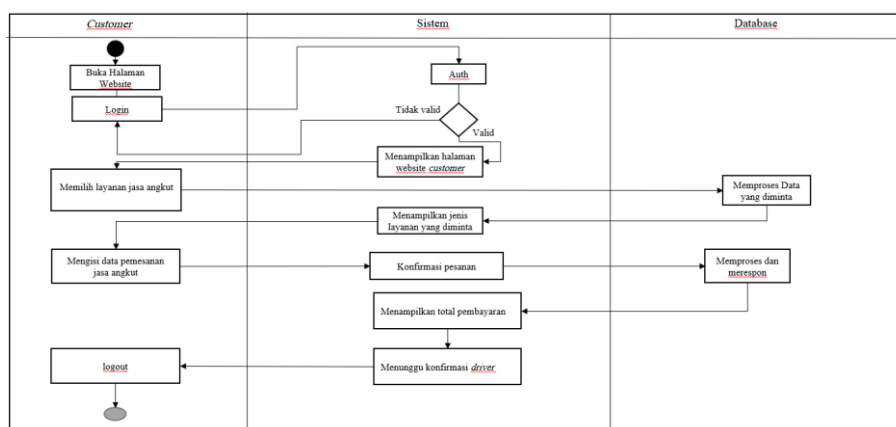 Customer
Sistem
Database
Buka Halaman
Website
Login
Auth
Tidak valid
Valid
Menampilkan halaman
website customer
Memilih layanan jasa angkut
Memproses Data
yang diminta
Menampilkan jenis
layanan yang diminta
Mengisi data pemesanan
jasa angkut
Konfirmasi pesanan
Memproses dan
merespon
Menampilkan total pembayaran
Menunggu konfirmasi driver
logout